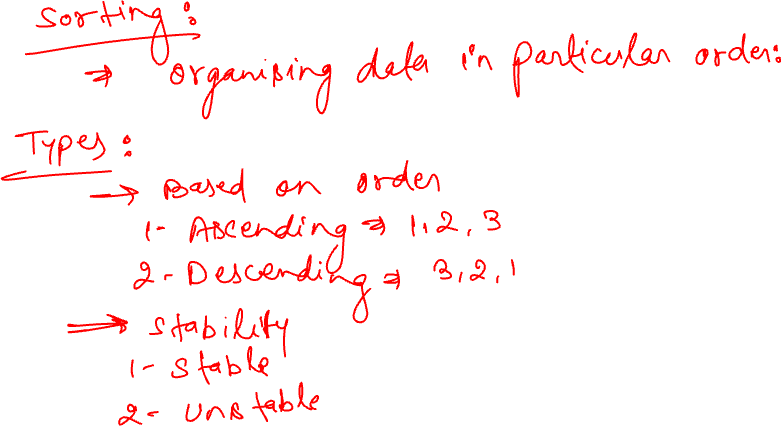 Sorting :
⇒ organising data in particular order:
Types :
→ Based on order
1- Ascending ⇒ 1, 2, 3
2- Descending ⇒ 3, 2, 1
⇒ Stability
1- Stable
2- Unstable